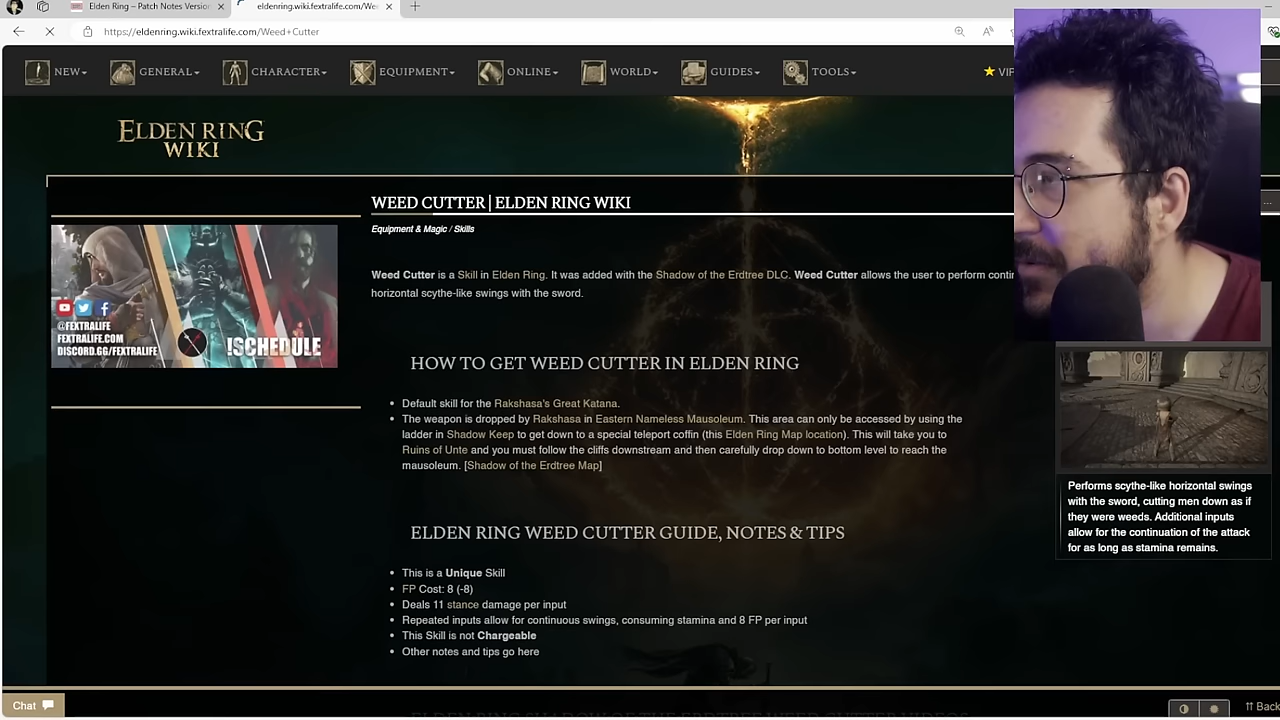 Elden Ring – Patch Notes Version
eldenring.wiki.fextralife.com/We
https://eldenring.wiki.fextralife.com/Weed+Cutter
NEW
GENERAL
CHARACTER
EQUIPMENT
ONLINE
WORLD
GUIDES
TOOLS
VIP
ELDEN RING
WIKI
WEED CUTTER | ELDEN RING WIKI
Equipment & Magic / Skills
Weed Cutter is a Skill in Elden Ring. It was added with the Shadow of the Erdtree DLC. Weed Cutter allows the user to perform contin
horizontal scythe-like swings with the sword.
@FEXTRALIFE
FEXTRALIFE.COM
DISCORD.GG/FEXTRALIFE
!SCHEDULE
HOW TO GET WEED CUTTER IN ELDEN RING
Default skill for the Rakshasa's Great Katana.
The weapon is dropped by Rakshasa in Eastern Nameless Mausoleum. This area can only be accessed by using the
ladder in Shadow Keep to get down to a special teleport coffin (this Elden Ring Map location). This will take you to
Ruins of Unte and you must follow the cliffs downstream and then carefully drop down to bottom level to reach the
mausoleum. [Shadow of the Erdtree Map]
Performs scythe-like horizontal swings
with the sword, cutting men down as if
they were weeds. Additional inputs
allow for the continuation of the attack
for as long as stamina remains.
ELDEN RING WEED CUTTER GUIDE, NOTES & TIPS
This is a Unique Skill
FP Cost: 8 (-8)
Deals 11 stance damage per input
Repeated inputs allow for continuous swings, consuming stamina and 8 FP per input
This Skill is not Chargeable
Other notes and tips go here
Chat
Back
ELDEN RING SHADOW OF THE ERDTREE WEED CUTTER VIDEOS